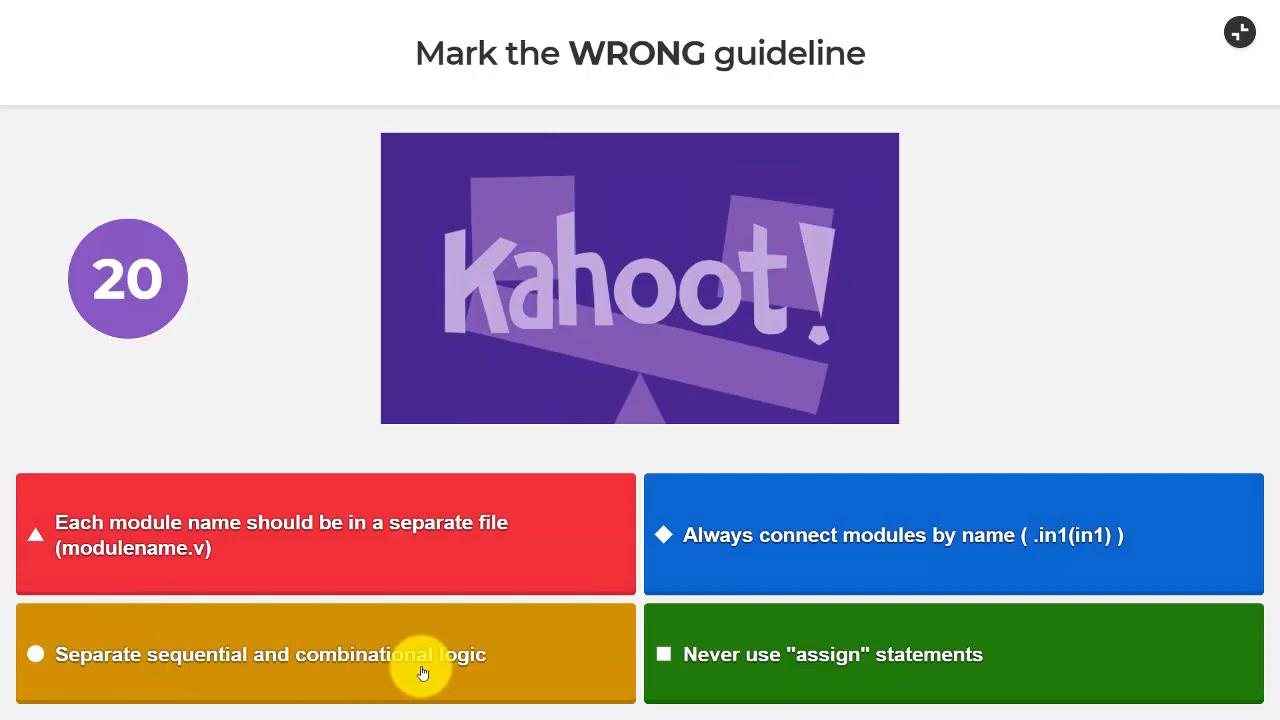 Mark the WRONG guideline
20
Kahoot!
Each module name should be in a separate file
(modulename.v)
Always connect modules by name ( .in1(in1) )
Separate sequential and combinational logic
Never use "assign" statements